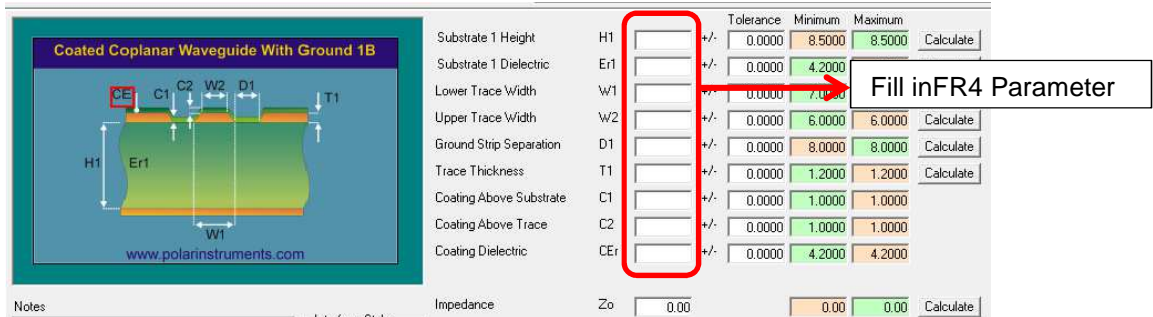 Tolerance Minimum Maximum
Coated Coplanar Waveguide With Ground 1B
CE C1 C2 W2 D1 T1
H1 Er1
W1
www.polarinstruments.com
Substrate 1 Height H1 +/- 0.0000 8.5000 8.5000 Calculate
Substrate 1 Dielectric Er1 +/- 0.0000 4.2000
Lower Trace Width W1 +/- 0.0000
Fill inFR4 Parameter
Upper Trace Width W2 +/- 0.0000 6.0000 6.0000 Calculate
Ground Strip Separation D1 +/- 0.0000 8.0000 8.0000 Calculate
Trace Thickness T1 +/- 0.0000 1.2000 1.2000 Calculate
Coating Above Substrate C1 +/- 0.0000 1.0000 1.0000
Coating Above Trace C2 +/- 0.0000 1.0000 1.0000
Coating Dielectric CEr +/- 0.0000 4.2000 4.2000
Notes
Impedance Zo 0.00 0.00 0.00 Calculate